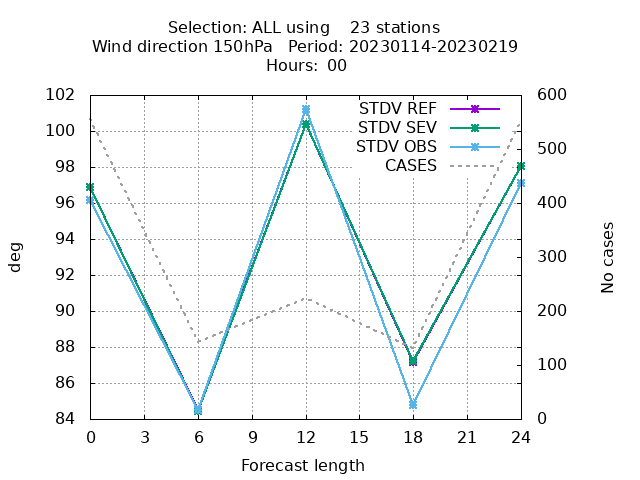 Selection: ALL using    23 stations
Wind direction 150hPa   Period: 20230114-20230219
Hours: 00
102 600
STDV REF
100 STDV SEV
500
STDV OBS
98 CASES
96 400
94
deg No cases
92 300
90 200
88
100
86
84 0
0 3 6 9 12 15 18 21 24
Forecast length